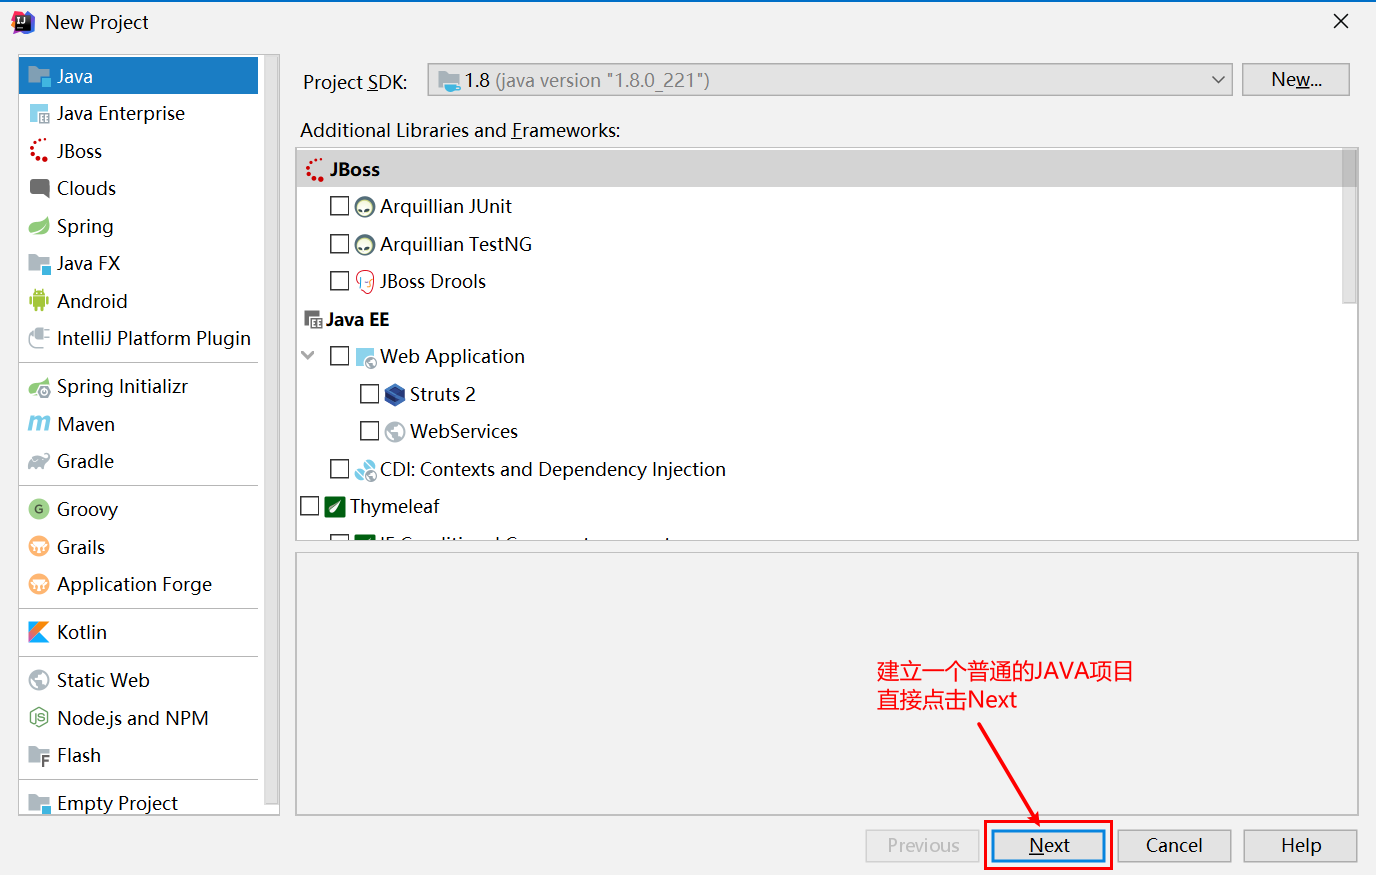 New Project
Java
Java Enterprise
JBoss
Clouds
Spring
Java FX
Android
IntelliJ Platform Plugin
Spring Initializr
Maven
Gradle
Groovy
Grails
Application Forge
Kotlin
Static Web
Node.js and NPM
Flash
Empty Project
Project SDK:
1.8 (java version "1.8.0_221")
New...
Additional Libraries and Frameworks:
JBoss
Arquillian JUnit
Arquillian TestNG
JBoss Drools
Java EE
Web Application
Struts 2
WebServices
CDI: Contexts and Dependency Injection
Thymeleaf
建立一个普通的JAVA项目
直接点击Next
Previous
Next
Cancel
Help